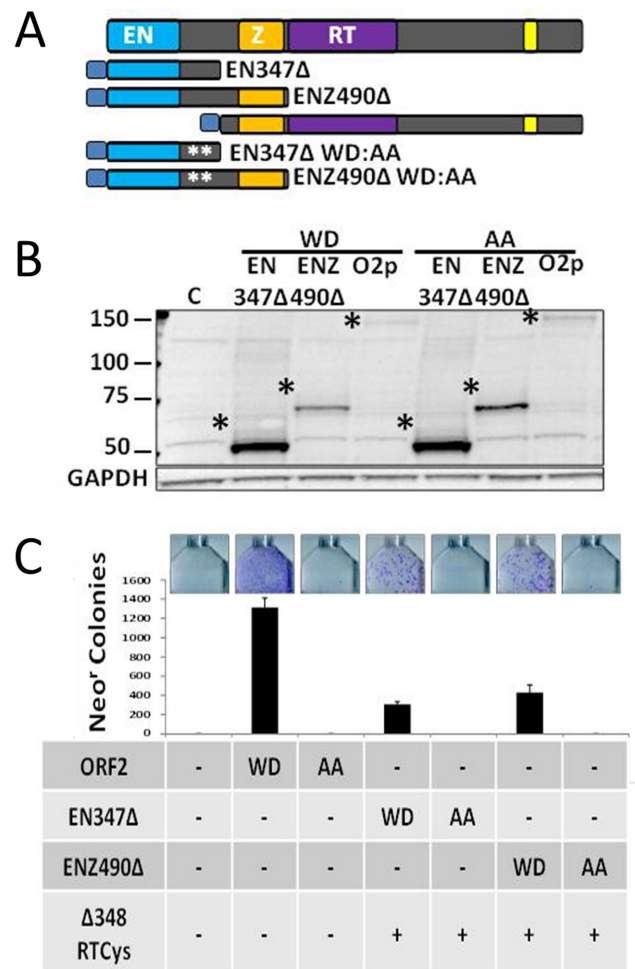 A
EN Z RT
EN347Δ
ENZ490Δ
EN347Δ WD:AA
** 
ENZ490Δ WD:AA
**
B
WD AA
EN ENZ O2p EN ENZ O2p
C 347Δ 490Δ 347Δ 490Δ
150
* *
100
75
* *
* *
50
GAPDH
C
Neoʳ Colonies
1600
1400
1200
1000
800
600
400
200
0
ORF2 - WD AA - - - -
EN347Δ - - - WD AA - -
ENZ490Δ - - - - - WD AA
Δ348 RTCys - - - + + + +